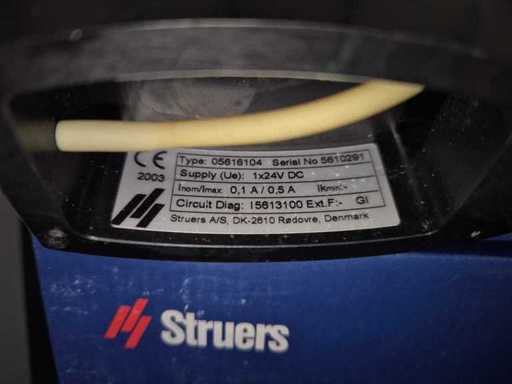 CE
2003
Type: 05616104 Serial No 5610291
Supply (Ue): 1x24V DC
Inom/Imax: 0,1 A / 0,5 A Ikmin:-
Circuit Diag: 15613100 Ext.F:- GI
Struers A/S, DK-2610 Rødovre, Denmark
Struers